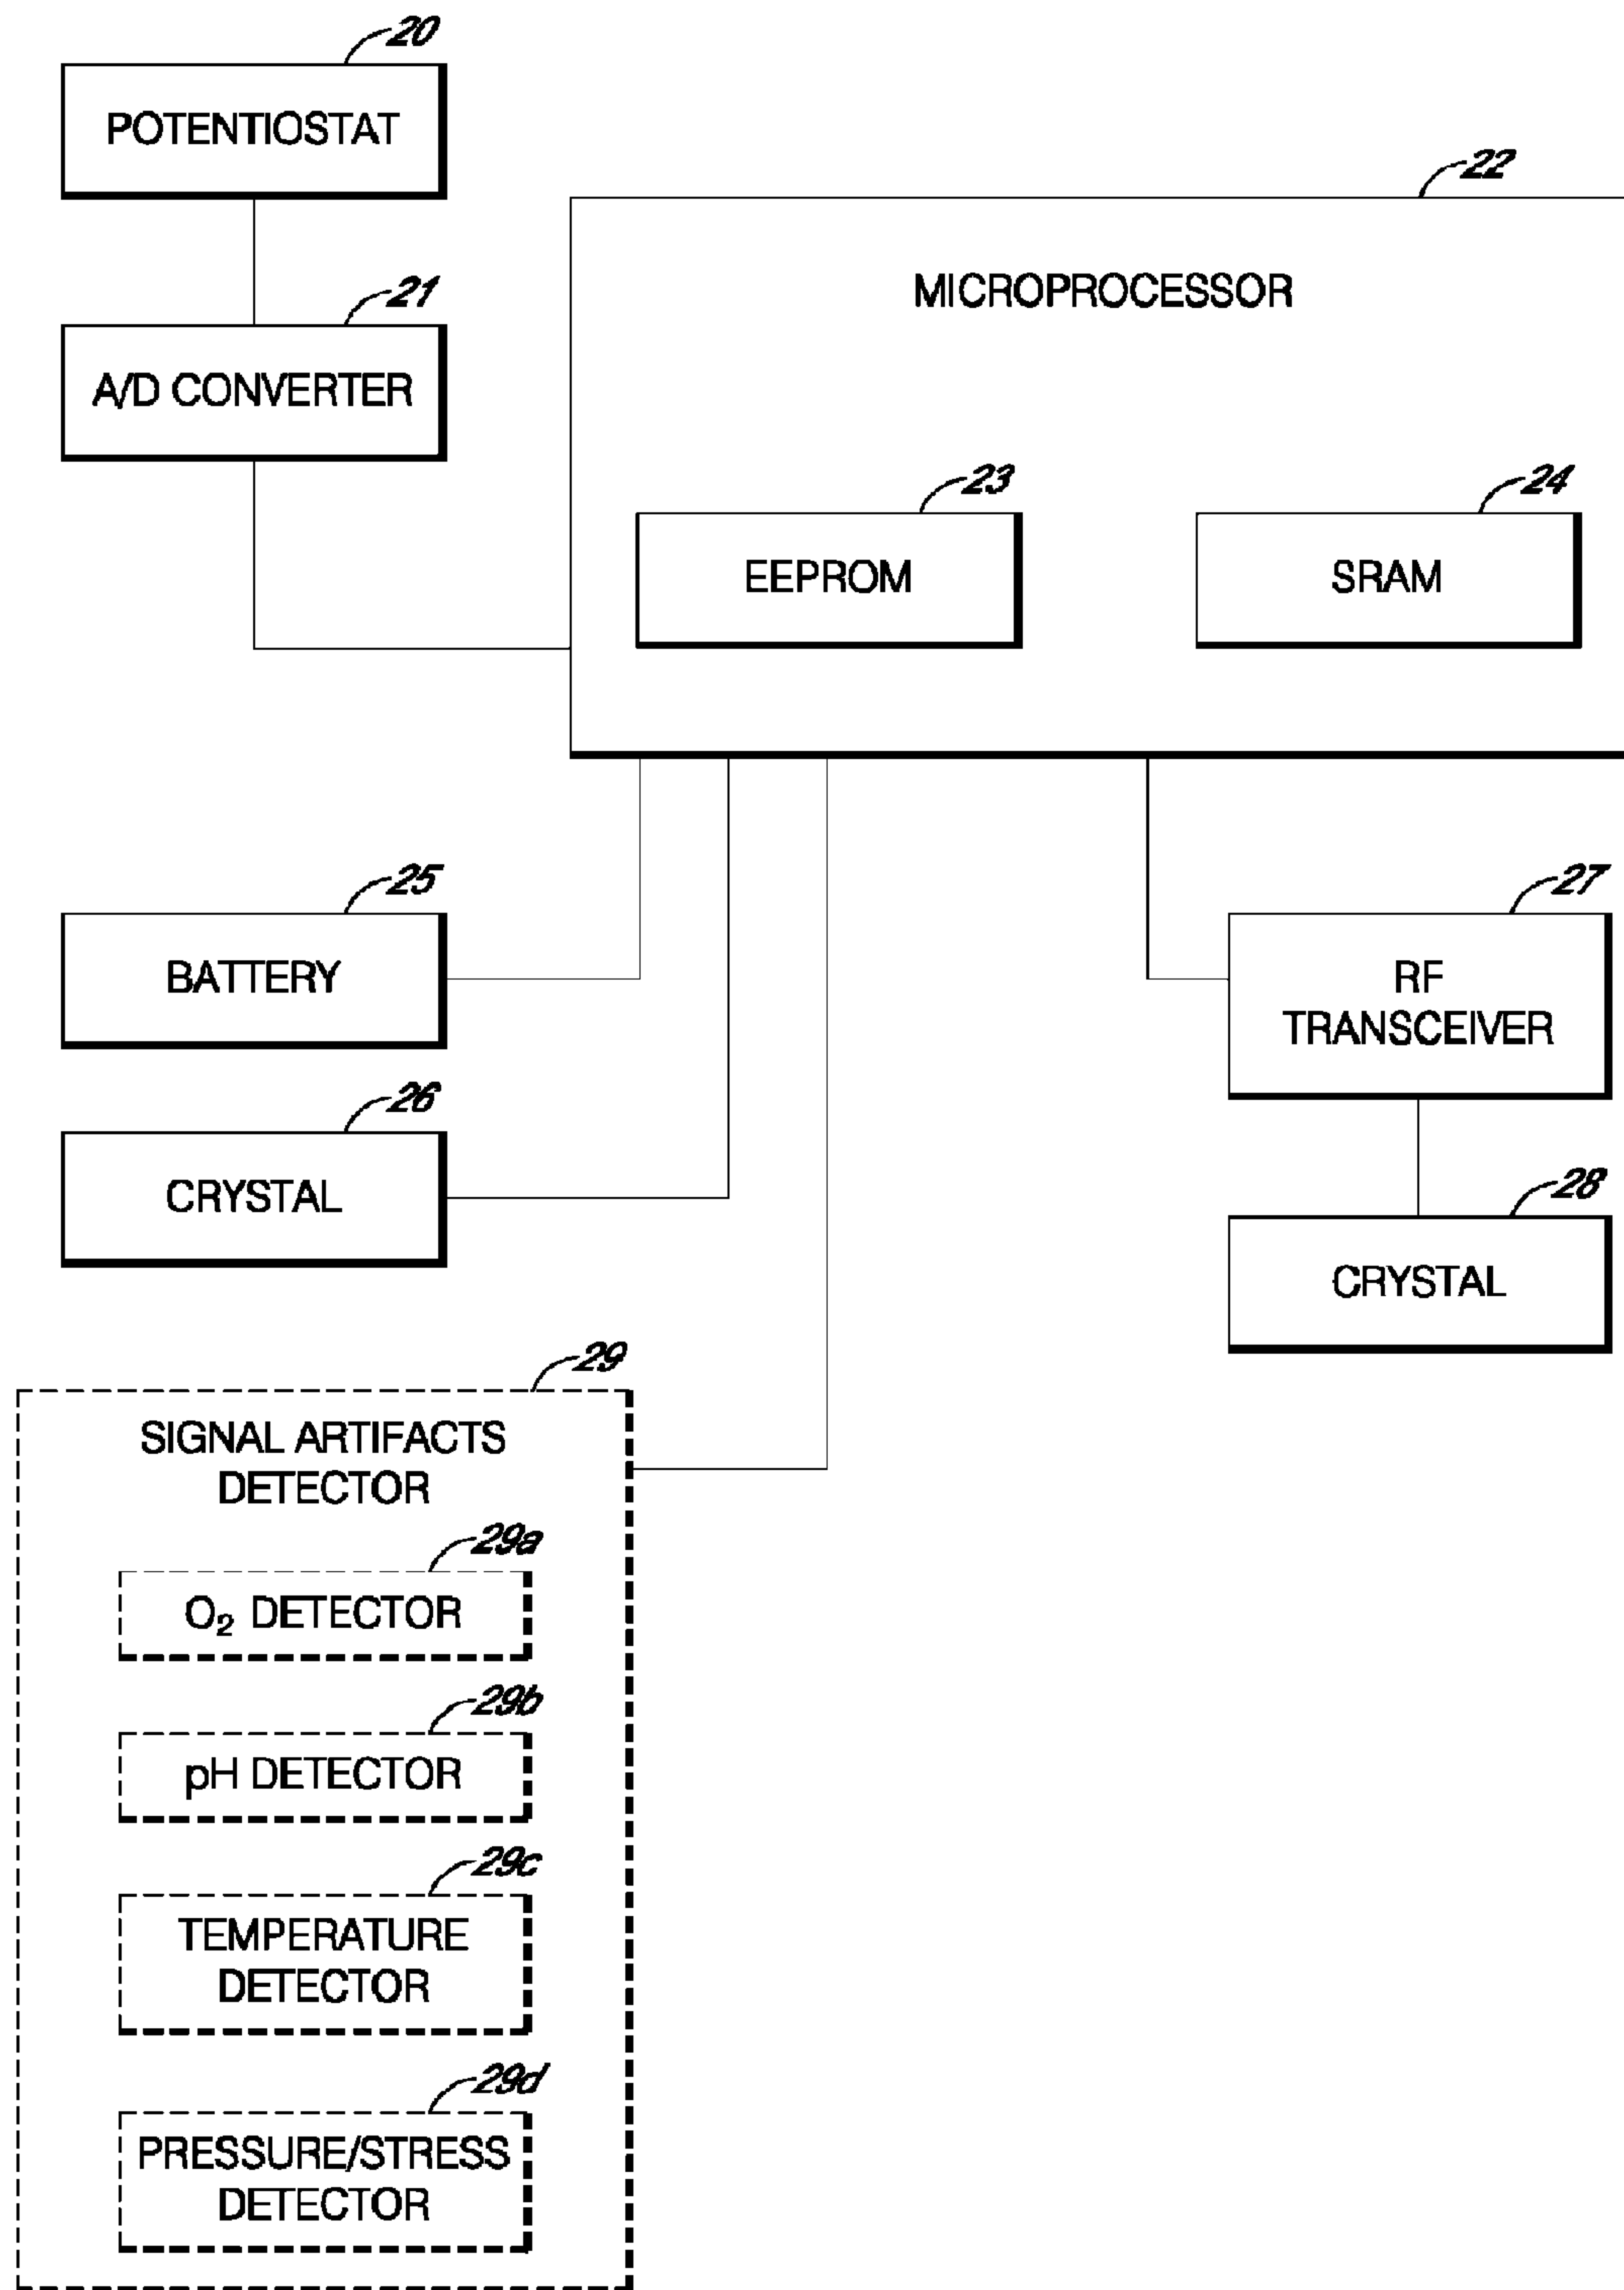 20
POTENTIOSTAT
22
MICROPROCESSOR
21
A/D CONVERTER
23
EEPROM
24
SRAM
25
BATTERY
27
RF
TRANSCEIVER
26
CRYSTAL
28
CRYSTAL
29
SIGNAL ARTIFACTS
DETECTOR
29a
O₂ DETECTOR
29b
pH DETECTOR
29c
TEMPERATURE
DETECTOR
29d
PRESSURE/STRESS
DETECTOR